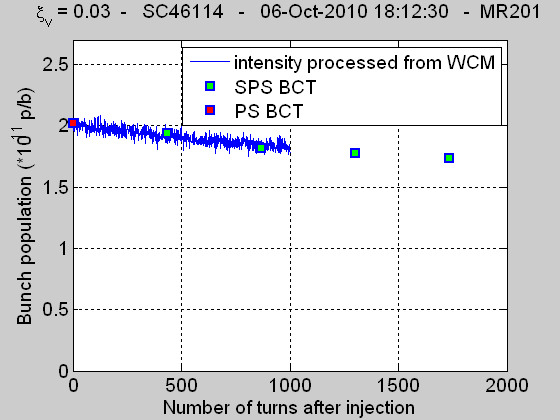 ξv = 0.03 - SC46114 - 06-Oct-2010 18:12:30 - MR201
intensity processed from WCM
SPS BCT
PS BCT
Bunch population (*10^11 p/b)
2.5
2
1.5
1
0.5
0
0 500 1000 1500 2000
Number of turns after injection